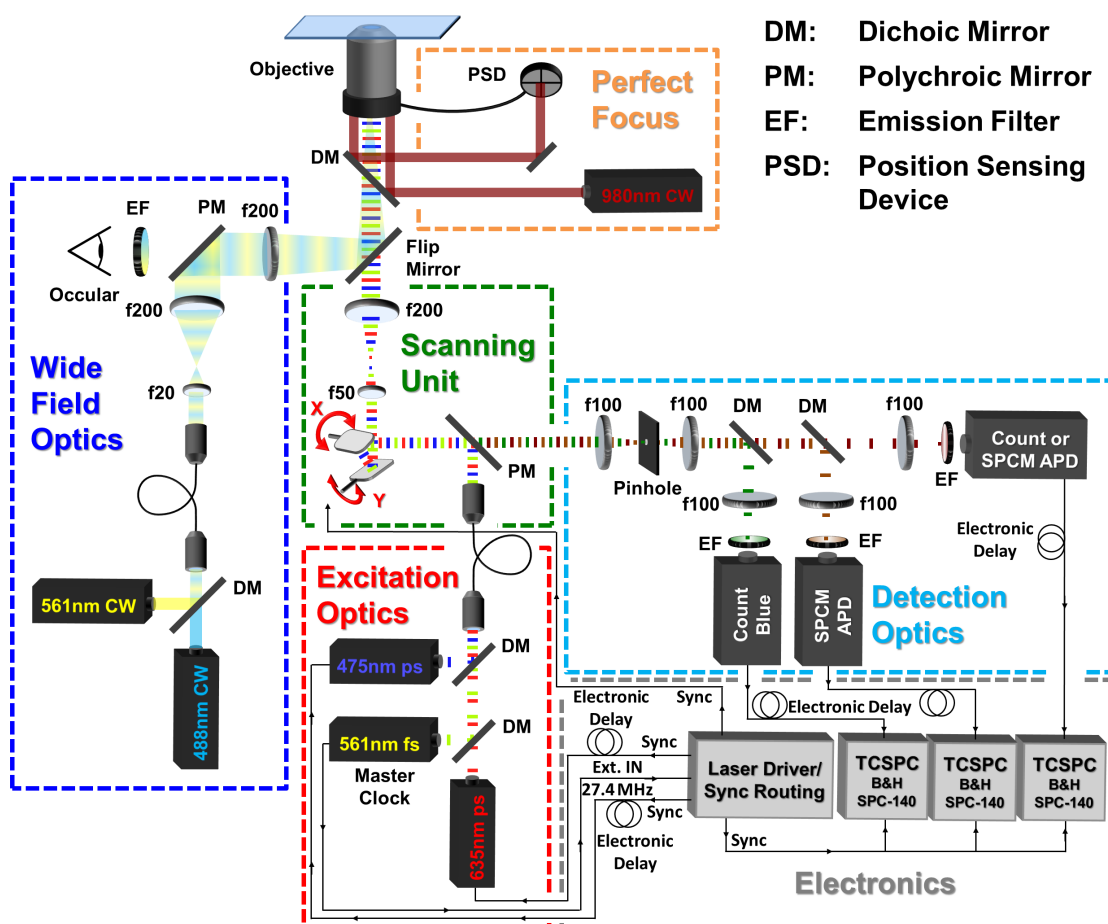 DM: Dichoic Mirror
PM: Polychroic Mirror
EF: Emission Filter
PSD: Position Sensing
Device
Objective
PSD
Perfect
Focus
DM
980nm CW
EF
PM
f200
Occular
f200
Flip
Mirror
Wide
Field
Optics
f20
561nm CW
DM
488nm CW
f200
Scanning
Unit
f50
X
Y
PM
f100
f100
DM
DM
f100
Pinhole
EF
Count or
SPCM APD
f100
f100
EF
EF
Electronic
Delay
Count
Blue
SPCM
APD
Detection
Optics
Excitation
Optics
475nm ps
DM
561nm fs
DM
Master
Clock
635nm ps
Electronic
Delay
Sync
Sync
Ext. IN
27.4 MHz
Sync
Electronic
Delay
Electronic Delay
Laser Driver/
Sync Routing
Sync
TCSPC
B&H
SPC-140
TCSPC
B&H
SPC-140
TCSPC
B&H
SPC-140
Electronics